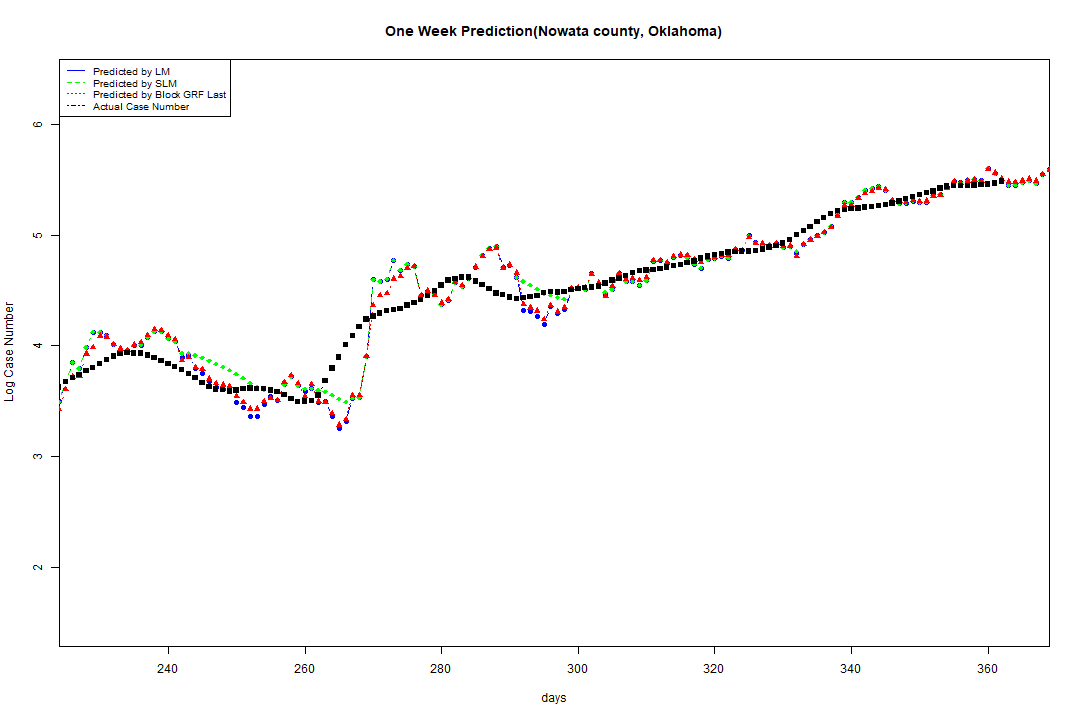 One Week Prediction(Nowata county, Oklahoma)
Predicted by LM
Predicted by SLM
Predicted by Block GRF Last
Actual Case Number
6
5
4
3
2
Log Case Number
240 260 280 300 320 340 360
days